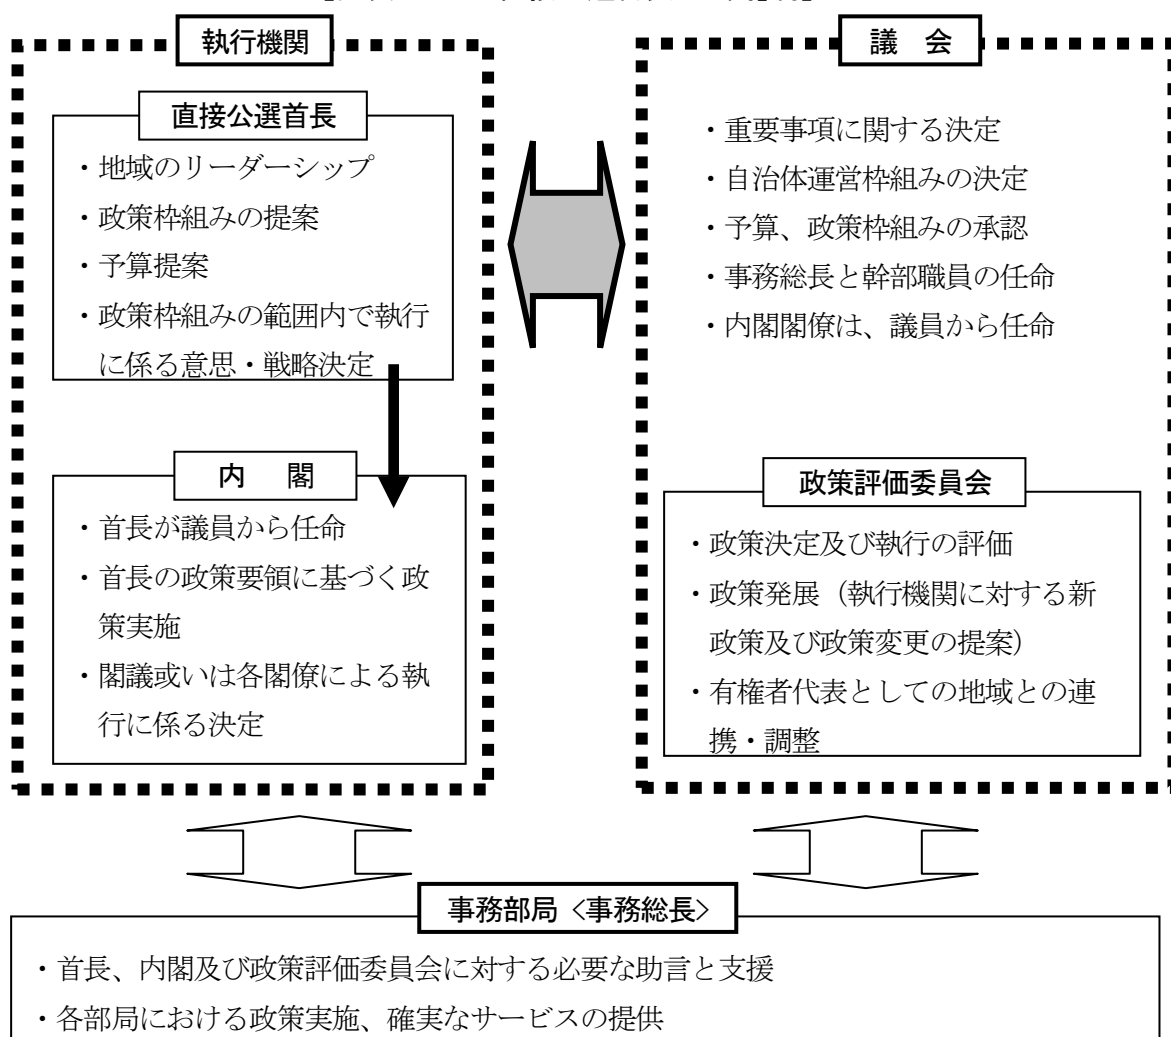 執行機関
直接公選首長
・地域のリーダーシップ
・政策枠組みの提案
・予算提案
・政策枠組みの範囲内で執行
に係る意思・戦略決定
内 閣
・首長が議員から任命
・首長の政策要領に基づく政
策実施
・閣議或いは各閣僚による執
行に係る決定
議 会
・重要事項に関する決定
・自治体運営枠組みの決定
・予算、政策枠組みの承認
・事務総長と幹部職員の任命
・内閣閣僚は、議員から任命
政策評価委員会
・政策決定及び執行の評価
・政策発展（執行機関に対する新
政策及び政策変更の提案）
・有権者代表としての地域との連
携・調整
事務部局＜事務総長＞
・首長、内閣及び政策評価委員会に対する必要な助言と支援
・各部局における政策実施、確実なサービスの提供